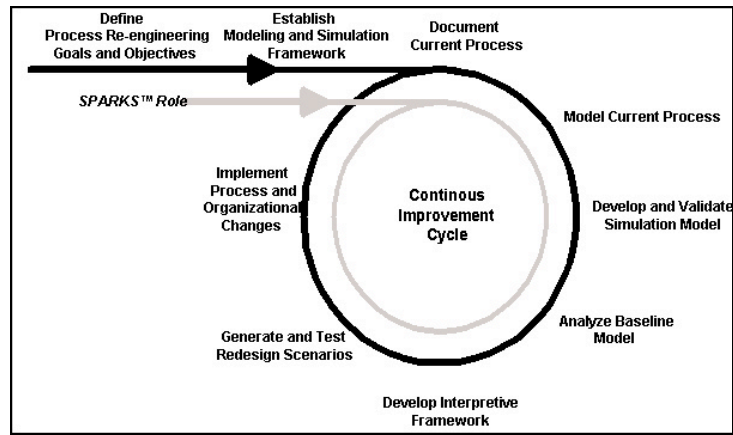 Define
Process Re-engineering
Goals and Objectives
Establish
Modeling and Simulation
Framework
Document
Current Process
SPARKS™ Role
Model Current Process
Implement
Process and
Organizational
Changes
Continous
Improvement
Cycle
Develop and Validate
Simulation Model
Generate and Test
Redesign Scenarios
Analyze Baseline
Model
Develop Interpretive
Framework